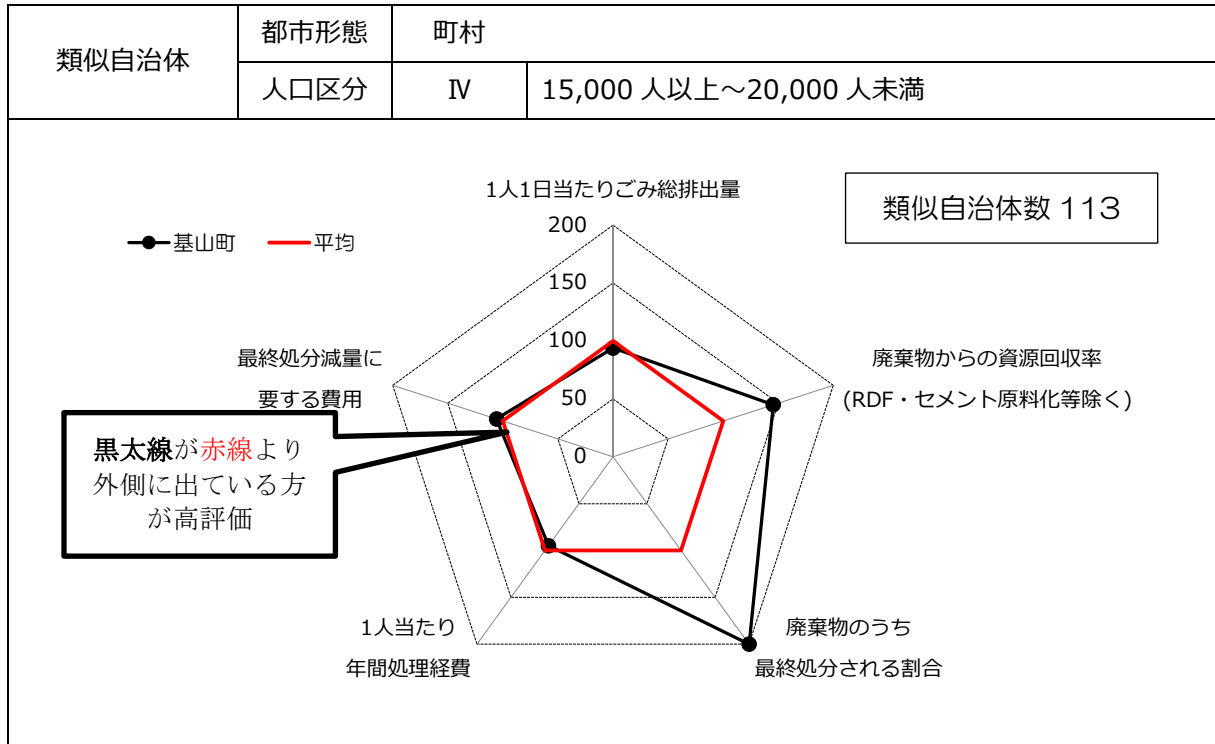 類似自治体
都市形態
町村
人口区分
Ⅳ
15,000 人以上～20,000 人未満
1人1日当たりごみ総排出量
類似自治体数 113
基山町
平均
200
150
100
50
0
最終処分減量に
要する費用
廃棄物からの資源回収率
(RDF・セメント原料化等除く)
黒太線が赤線より
外側に出ている方
が高評価
1人当たり
年間処理経費
廃棄物のうち
最終処分される割合